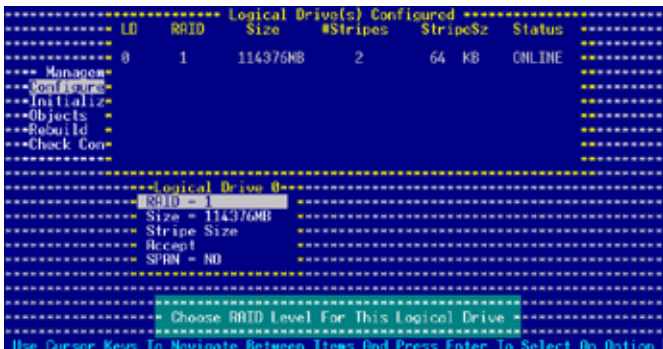 Logical Drive(s) Configured
LD RAID Size #Stripes StripeSz Status
0 1 114376MB 2 64 KB ONLINE
Managem
Configure
Initializ
Objects
Rebuild
Check Con
Logical Drive 0
RAID = 1
Size = 114376MB
Stripe Size
Accept
SPAN = NO
Choose RAID Level For This Logical Drive
Use Cursor Keys To Navigate Between Items And Press Enter To Select An Option